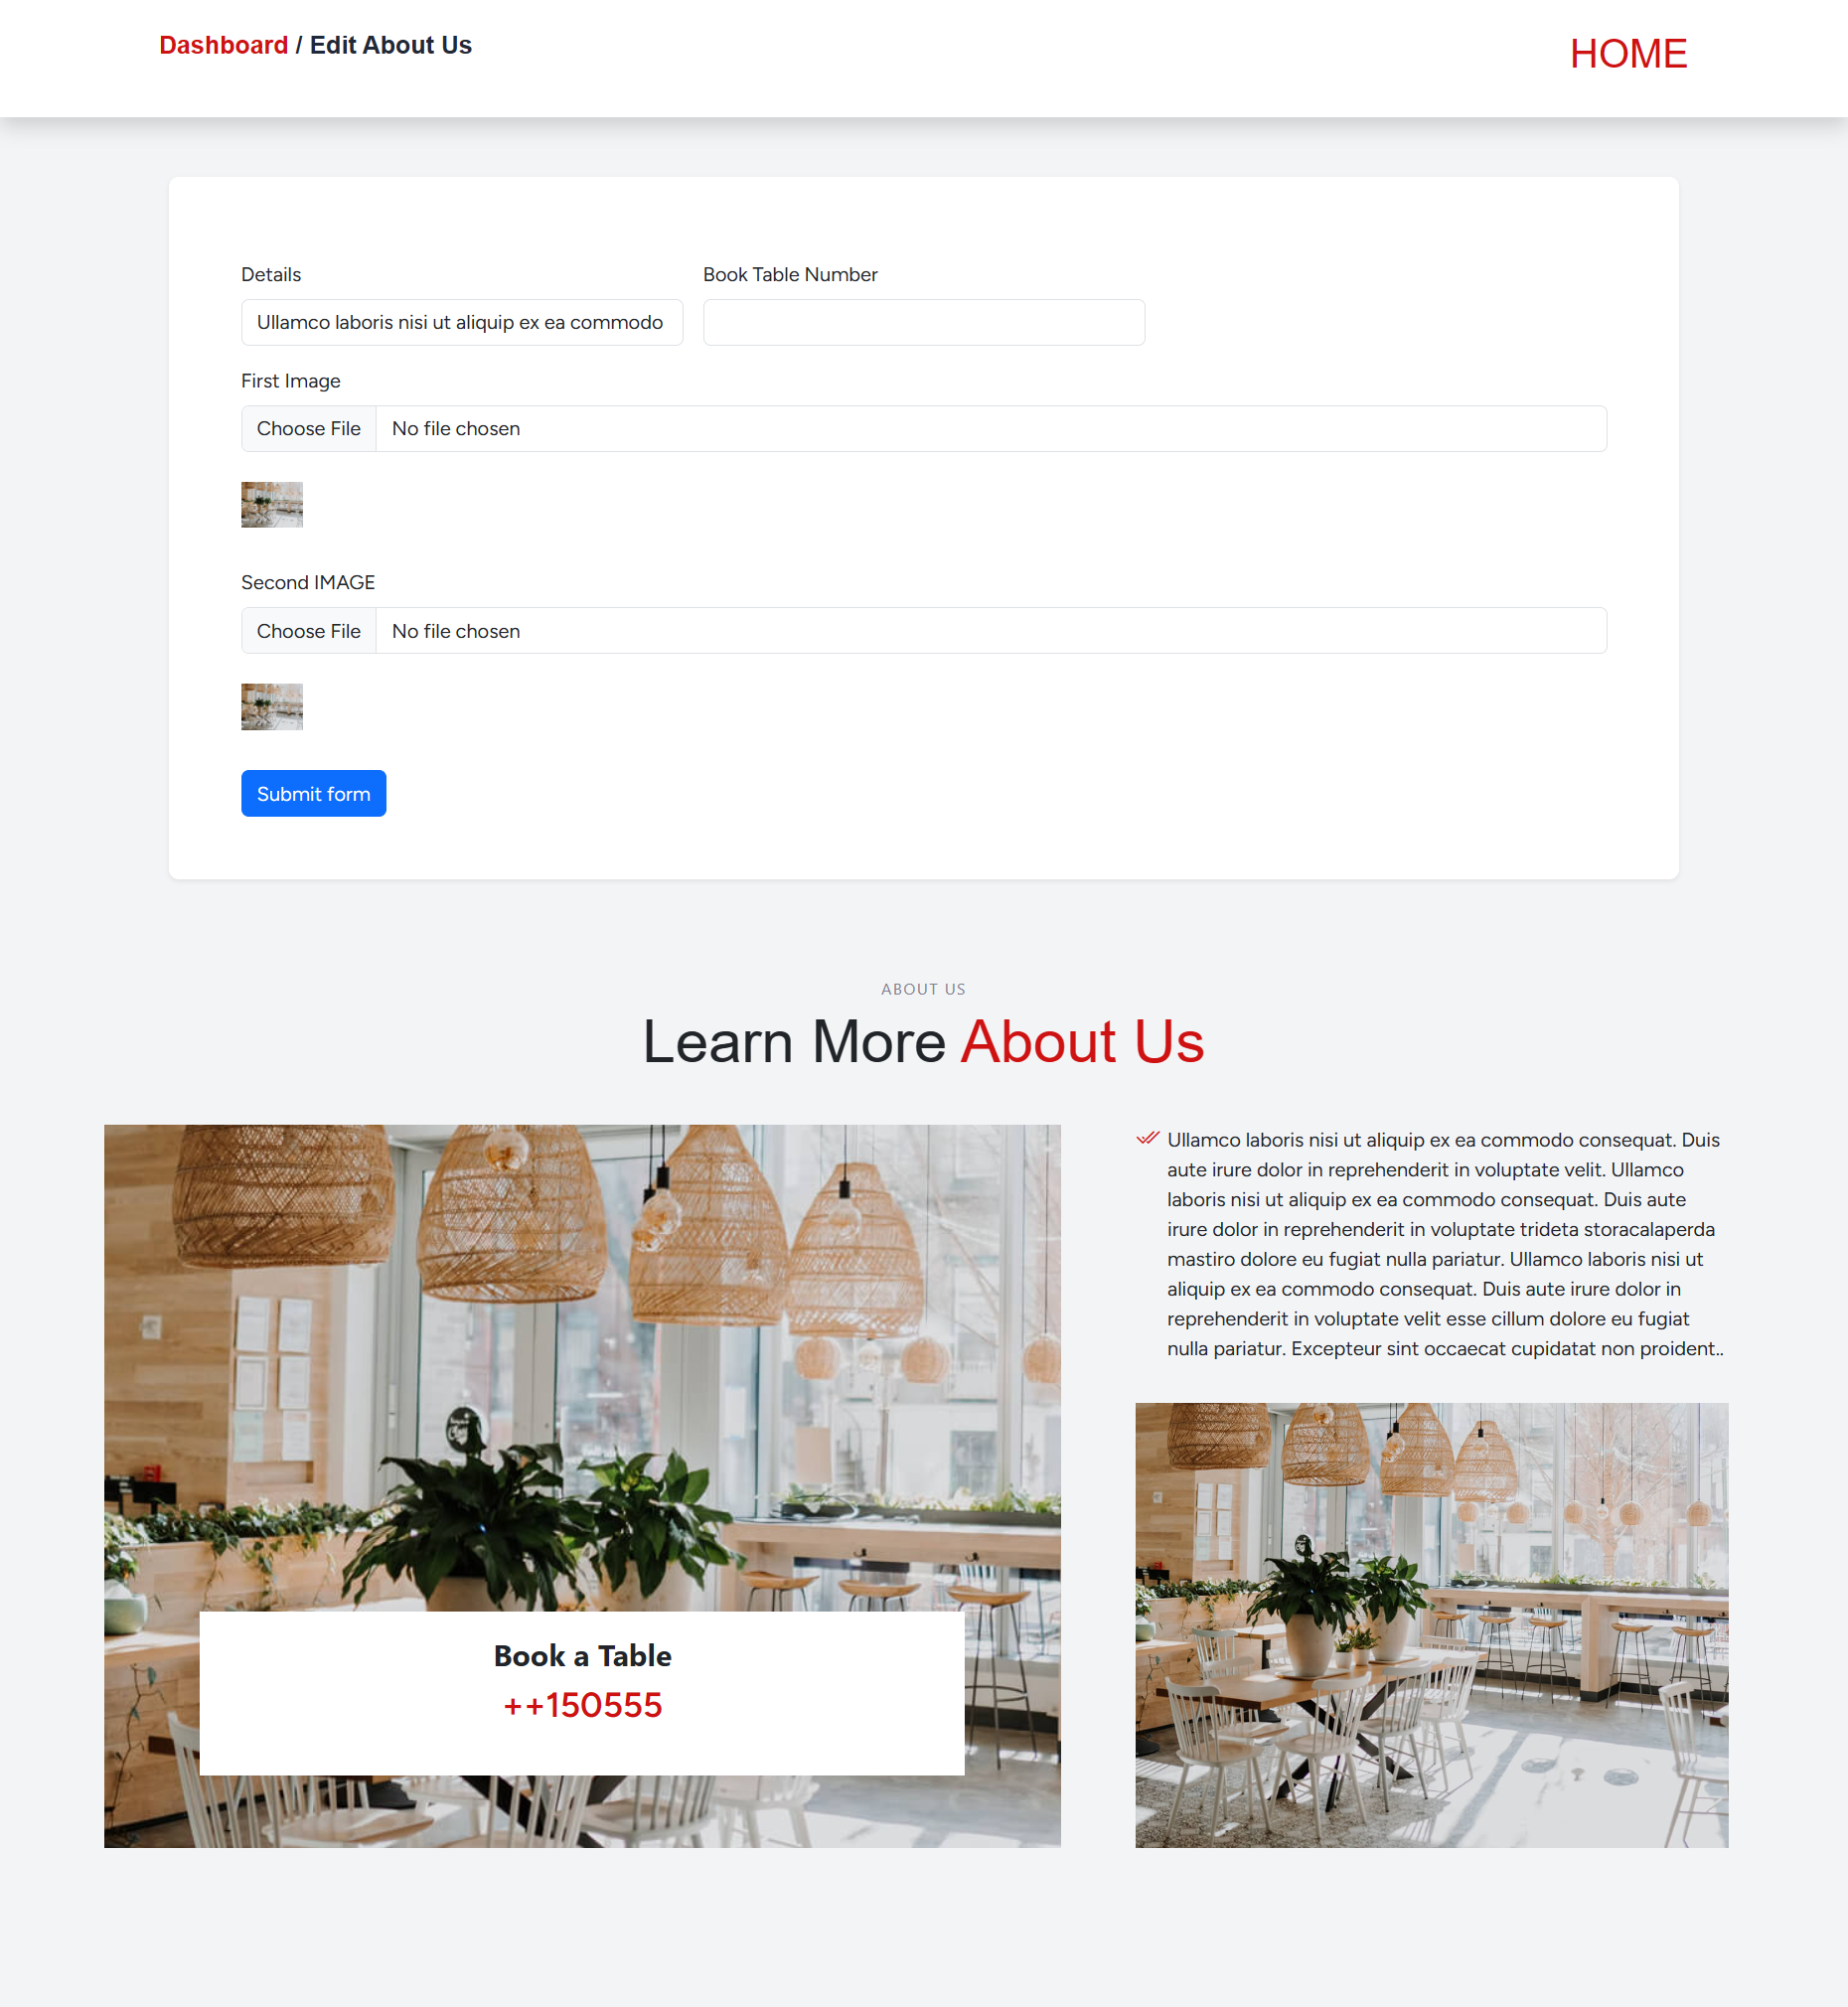 Dashboard / Edit About Us
HOME
Details
Book Table Number
Ullamco laboris nisi ut aliquip ex ea commodo
First Image
Choose File No file chosen
Second IMAGE
Choose File No file chosen
Submit form
ABOUT US
Learn More About Us
Ullamco laboris nisi ut aliquip ex ea commodo consequat. Duis
aute irure dolor in reprehenderit in voluptate velit. Ullamco
laboris nisi ut aliquip ex ea commodo consequat. Duis aute
irure dolor in reprehenderit in voluptate trideta storacalaperda
mastiro dolore eu fugiat nulla pariatur. Ullamco laboris nisi ut
aliquip ex ea commodo consequat. Duis aute irure dolor in
reprehenderit in voluptate velit esse cillum dolore eu fugiat
nulla pariatur. Excepteur sint occaecat cupidatat non proident..
Book a Table
++150555